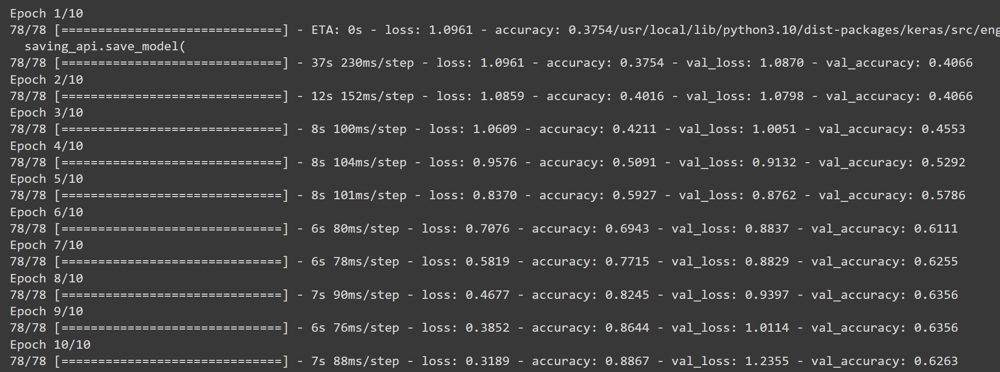 Epoch 1/10
78/78 [==============================] - ETA: 0s - loss: 1.0961 - accuracy: 0.3754/usr/local/lib/python3.10/dist-packages/keras/src/eng
  saving_api.save_model(
78/78 [==============================] - 37s 230ms/step - loss: 1.0961 - accuracy: 0.3754 - val_loss: 1.0870 - val_accuracy: 0.4066
Epoch 2/10
78/78 [==============================] - 12s 152ms/step - loss: 1.0859 - accuracy: 0.4016 - val_loss: 1.0798 - val_accuracy: 0.4066
Epoch 3/10
78/78 [==============================] - 8s 100ms/step - loss: 1.0609 - accuracy: 0.4211 - val_loss: 1.0051 - val_accuracy: 0.4553
Epoch 4/10
78/78 [==============================] - 8s 104ms/step - loss: 0.9576 - accuracy: 0.5091 - val_loss: 0.9132 - val_accuracy: 0.5292
Epoch 5/10
78/78 [==============================] - 8s 101ms/step - loss: 0.8370 - accuracy: 0.5927 - val_loss: 0.8762 - val_accuracy: 0.5786
Epoch 6/10
78/78 [==============================] - 6s 80ms/step - loss: 0.7076 - accuracy: 0.6943 - val_loss: 0.8837 - val_accuracy: 0.6111
Epoch 7/10
78/78 [==============================] - 6s 78ms/step - loss: 0.5819 - accuracy: 0.7715 - val_loss: 0.8829 - val_accuracy: 0.6255
Epoch 8/10
78/78 [==============================] - 7s 90ms/step - loss: 0.4677 - accuracy: 0.8245 - val_loss: 0.9397 - val_accuracy: 0.6356
Epoch 9/10
78/78 [==============================] - 6s 76ms/step - loss: 0.3852 - accuracy: 0.8644 - val_loss: 1.0114 - val_accuracy: 0.6356
Epoch 10/10
78/78 [==============================] - 7s 88ms/step - loss: 0.3189 - accuracy: 0.8867 - val_loss: 1.2355 - val_accuracy: 0.6263